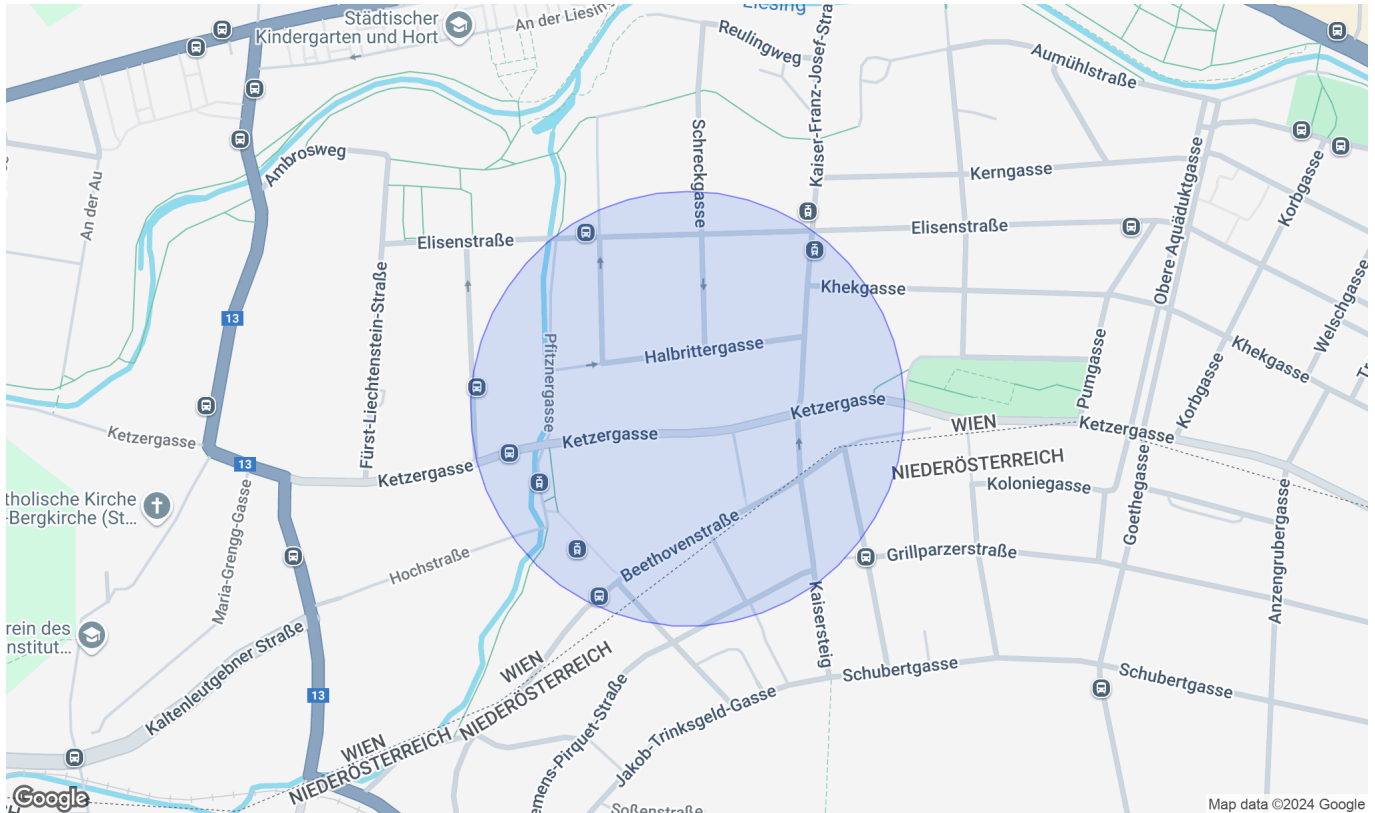 Städtischer
Kindergarten und Hort
An der Liesing
Liesing
Reulingweg
Kaiser-Franz-Josef-Stra
Aumühlstraße
Schreckgasse
Ambrosweg
An der Au
Kerngasse
Obere Aquäduktgasse
Korbgasse
Elisenstraße
Elisenstraße
Fürst-Liechtenstein-Straße
13
Khekgasse
Welschgasse
Pfitznergasse
Halbrittergasse
Khekgasse
Pumgasse
Korbgasse
Ketzergasse
Ketzergasse
Ketzergasse
Ketzergasse
Ketzergasse
WIEN
NIEDERÖSTERREICH
13
Maria-Grengg-Gasse
tholische Kirche
-Bergkirche (St...
Koloniegasse
Goethegasse
Anzengrubergasse
Beethovenstraße
Hochstraße
Grillparzerstraße
Kaisersteig
rein des
nstitut...
Kaltenleutgebner Straße
WIEN
NIEDERÖSTERREICH
Schubertgasse
Schubertgasse
13
Jakob-Trinksgeld-Gasse
emens-Pirquet-Straße
WIEN
NIEDERÖSTERREICH
Soßenstraße
Google
Map data ©2024 Google